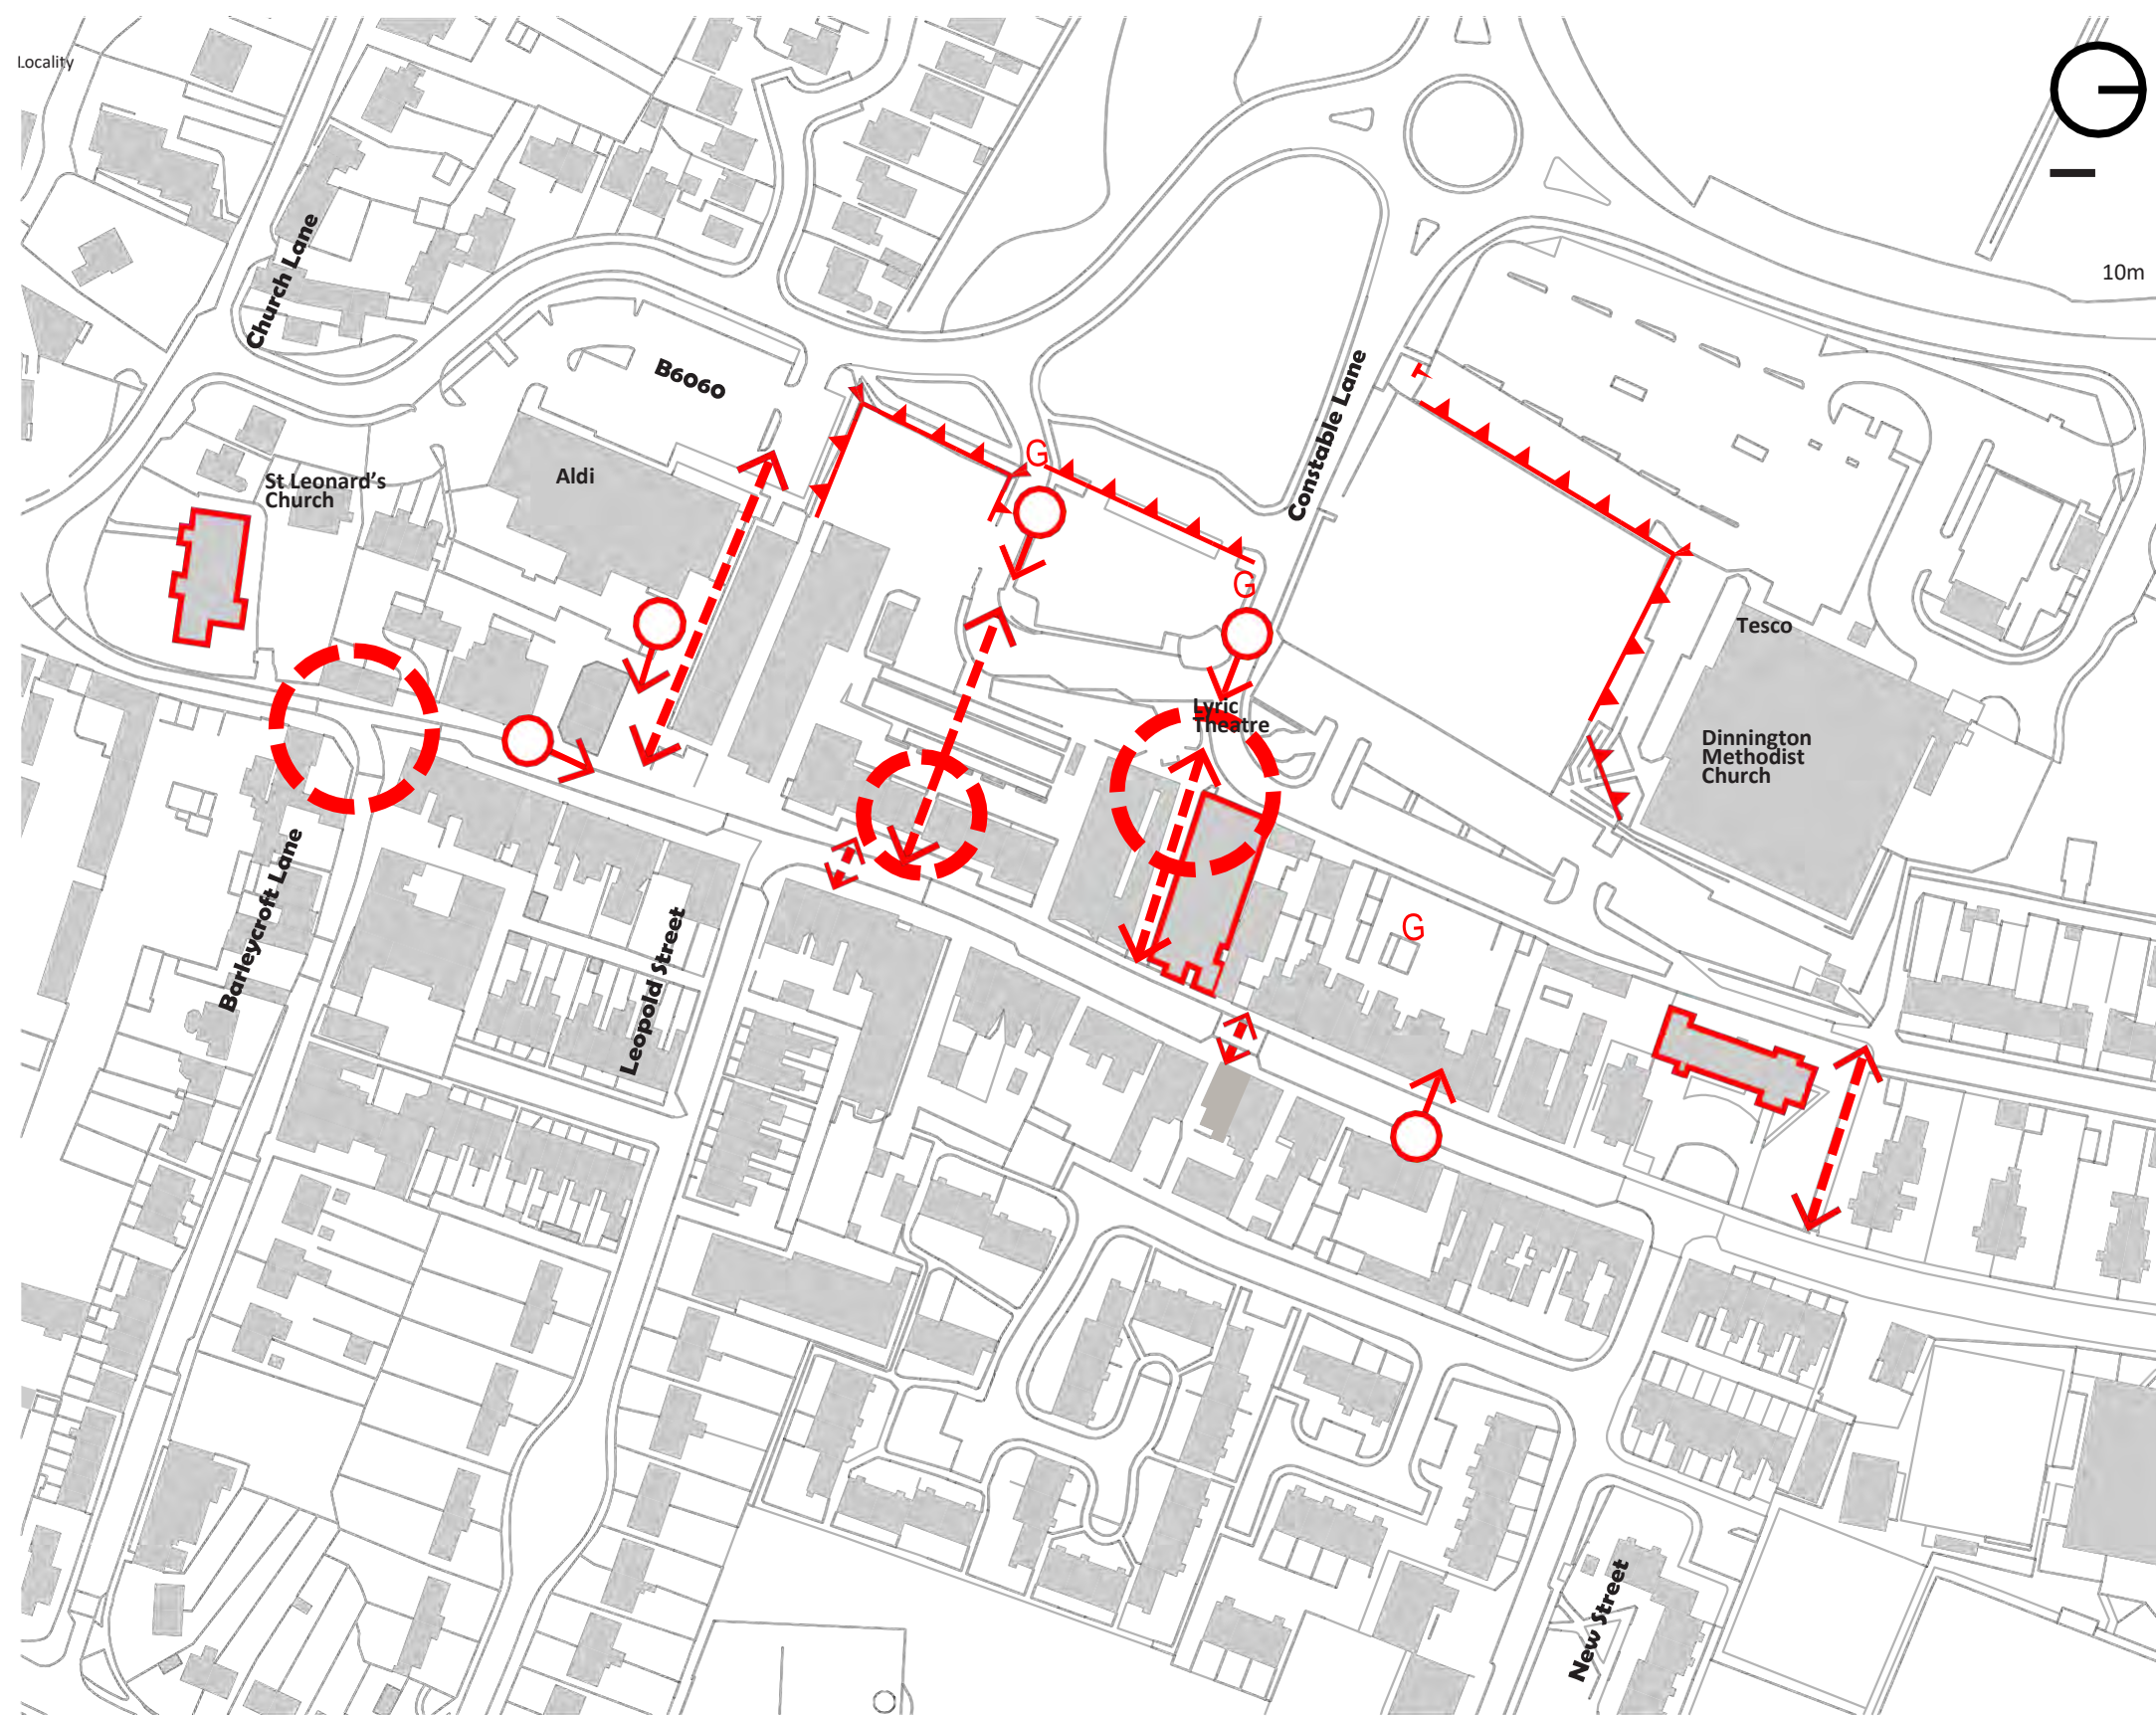 Locality
10m
Church Lane
B6060
Constable Lane
St Leonard's
Church
Aldi
G
G
Tesco
Lyric
Theatre
Dinnington
Methodist
Church
Barleycroft Lane
Leopold Street
G
New Street